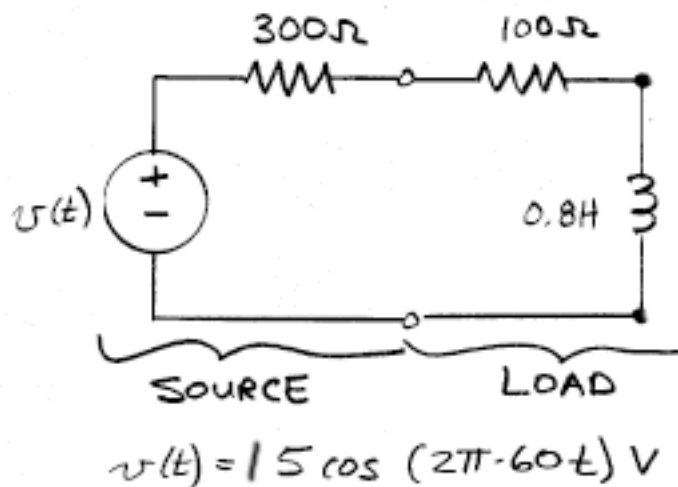 300Ω 100Ω
+
−
v(t) 0.8H
SOURCE LOAD
v(t) = 15 cos (2π·60t) V